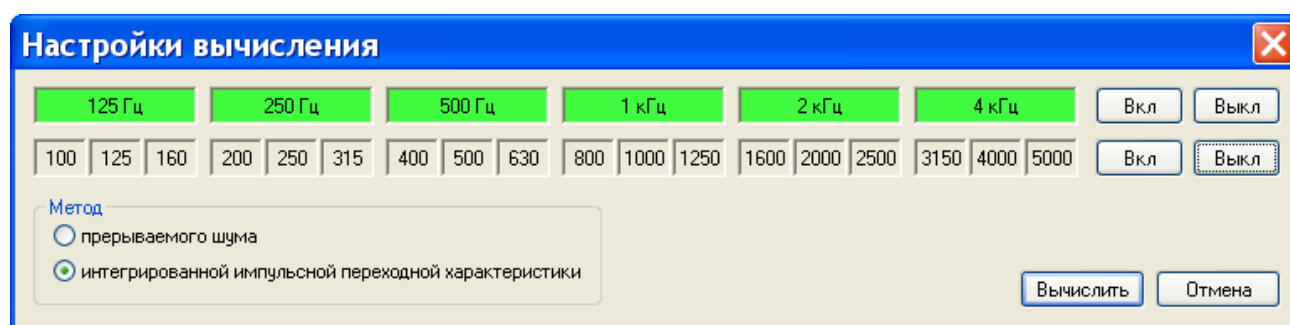 Настройки вычисления
125 Гц 250 Гц 500 Гц 1 кГц 2 кГц 4 кГц Вкл Выкл
100 125 160 200 250 315 400 500 630 800 1000 1250 1600 2000 2500 3150 4000 5000 Вкл Выкл
Метод
прерываемого шума
интегрированной импульсной переходной характеристики
Вычислить Отмена